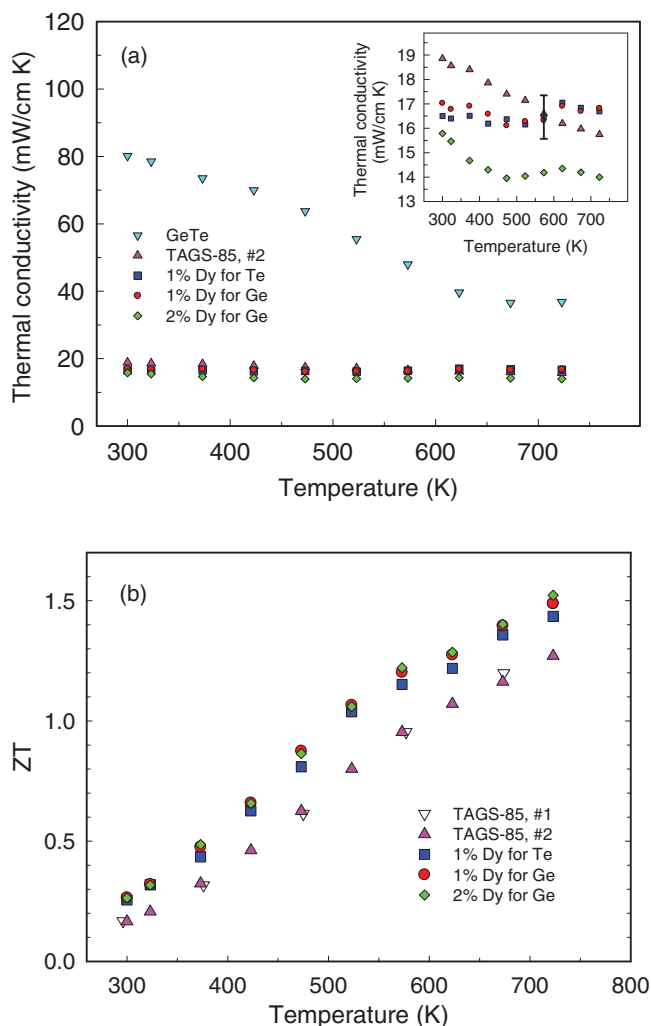 (a)
Thermal conductivity (mW/cm K)
120
100
80
60
40
20
0
300 400 500 600 700
Temperature (K)
GeTe
TAGS-85, #2
1% Dy for Te
1% Dy for Ge
2% Dy for Ge
Thermal conductivity
(mW/cm K)
19
18
17
16
15
14
13
300 400 500 600 700
Temperature (K)
(b)
ZT
1.5
1.0
0.5
0.0
300 400 500 600 700 800
Temperature (K)
TAGS-85, #1
TAGS-85, #2
1% Dy for Te
1% Dy for Ge
2% Dy for Ge